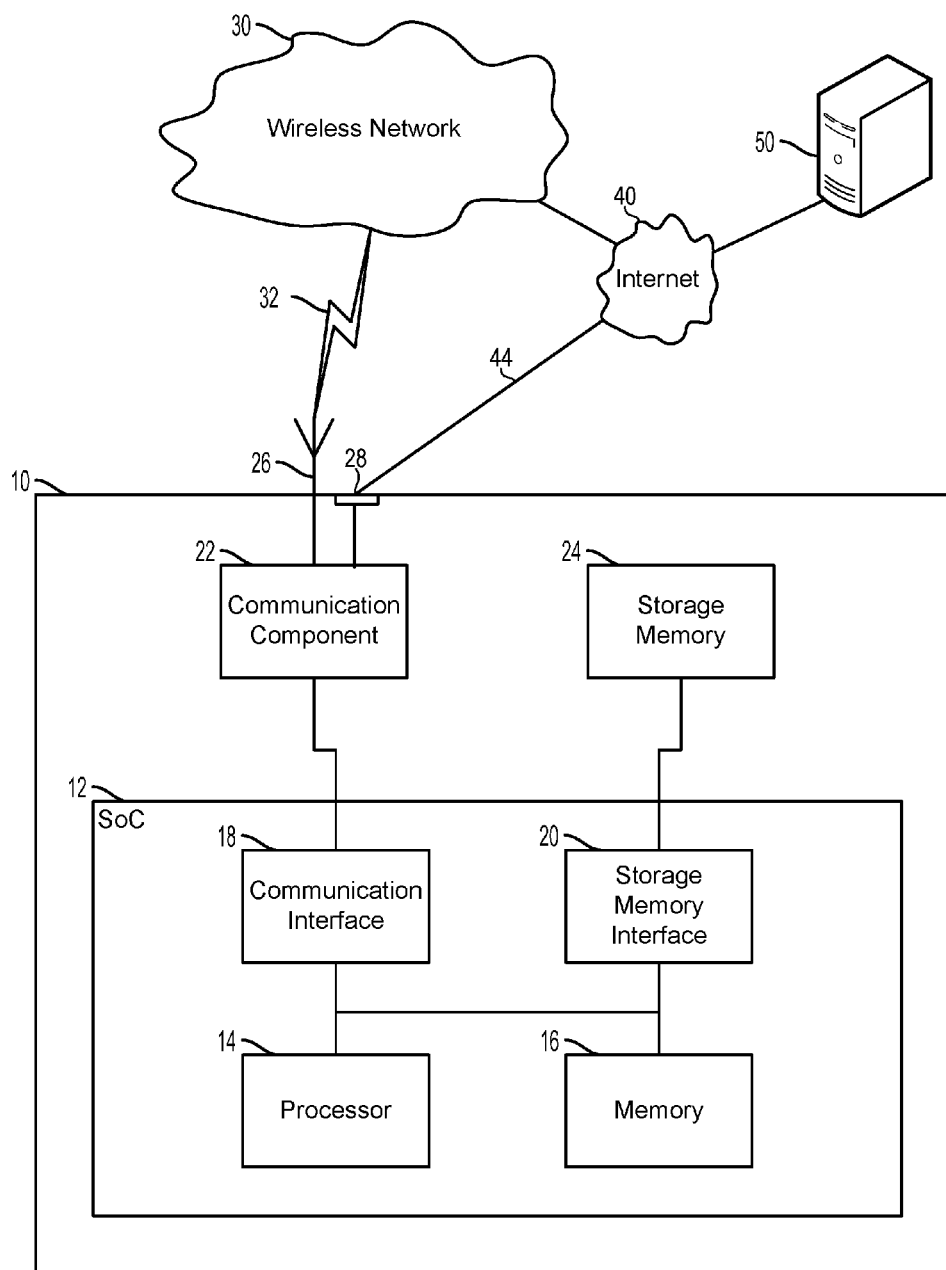 30
Wireless Network
50
40
Internet
32
44
26
28
10
22
Communication
Component
24
Storage
Memory
12
SoC
18
Communication
Interface
20
Storage
Memory
Interface
14
Processor
16
Memory